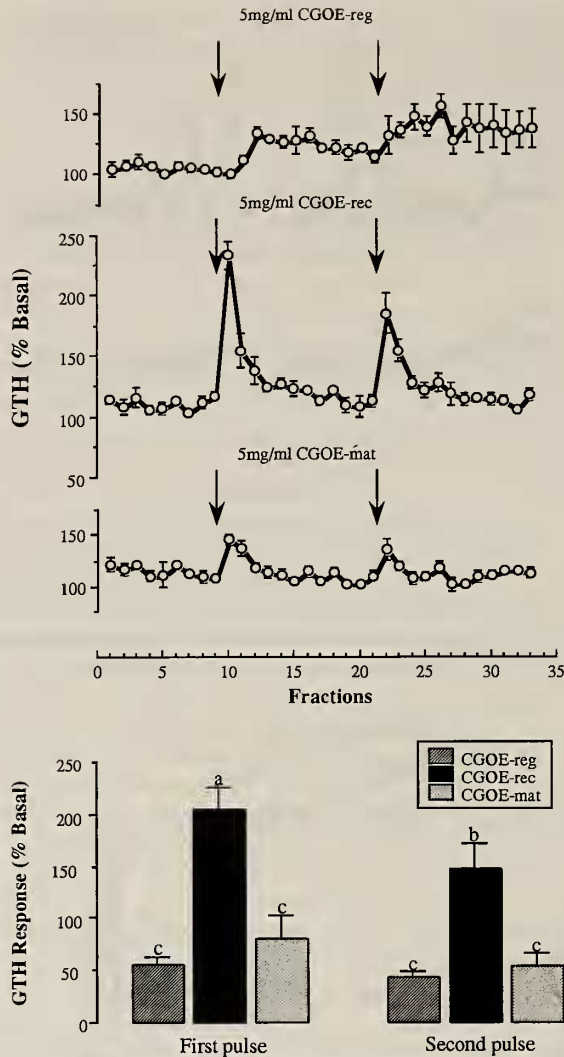 5mg/ml CGOE-reg
150
100
5mg/ml CGOE-rec
250
200
150
100
50
GTH (% Basal)
5mg/ml CGOE-mat
150
100
0 5 10 15 20 25 30 35
Fractions
CGOE-reg
CGOE-rec
CGOE-mat
250
200
150
100
50
0
GTH Response (% Basal)
a
b
c c c c
First pulse Second pulse